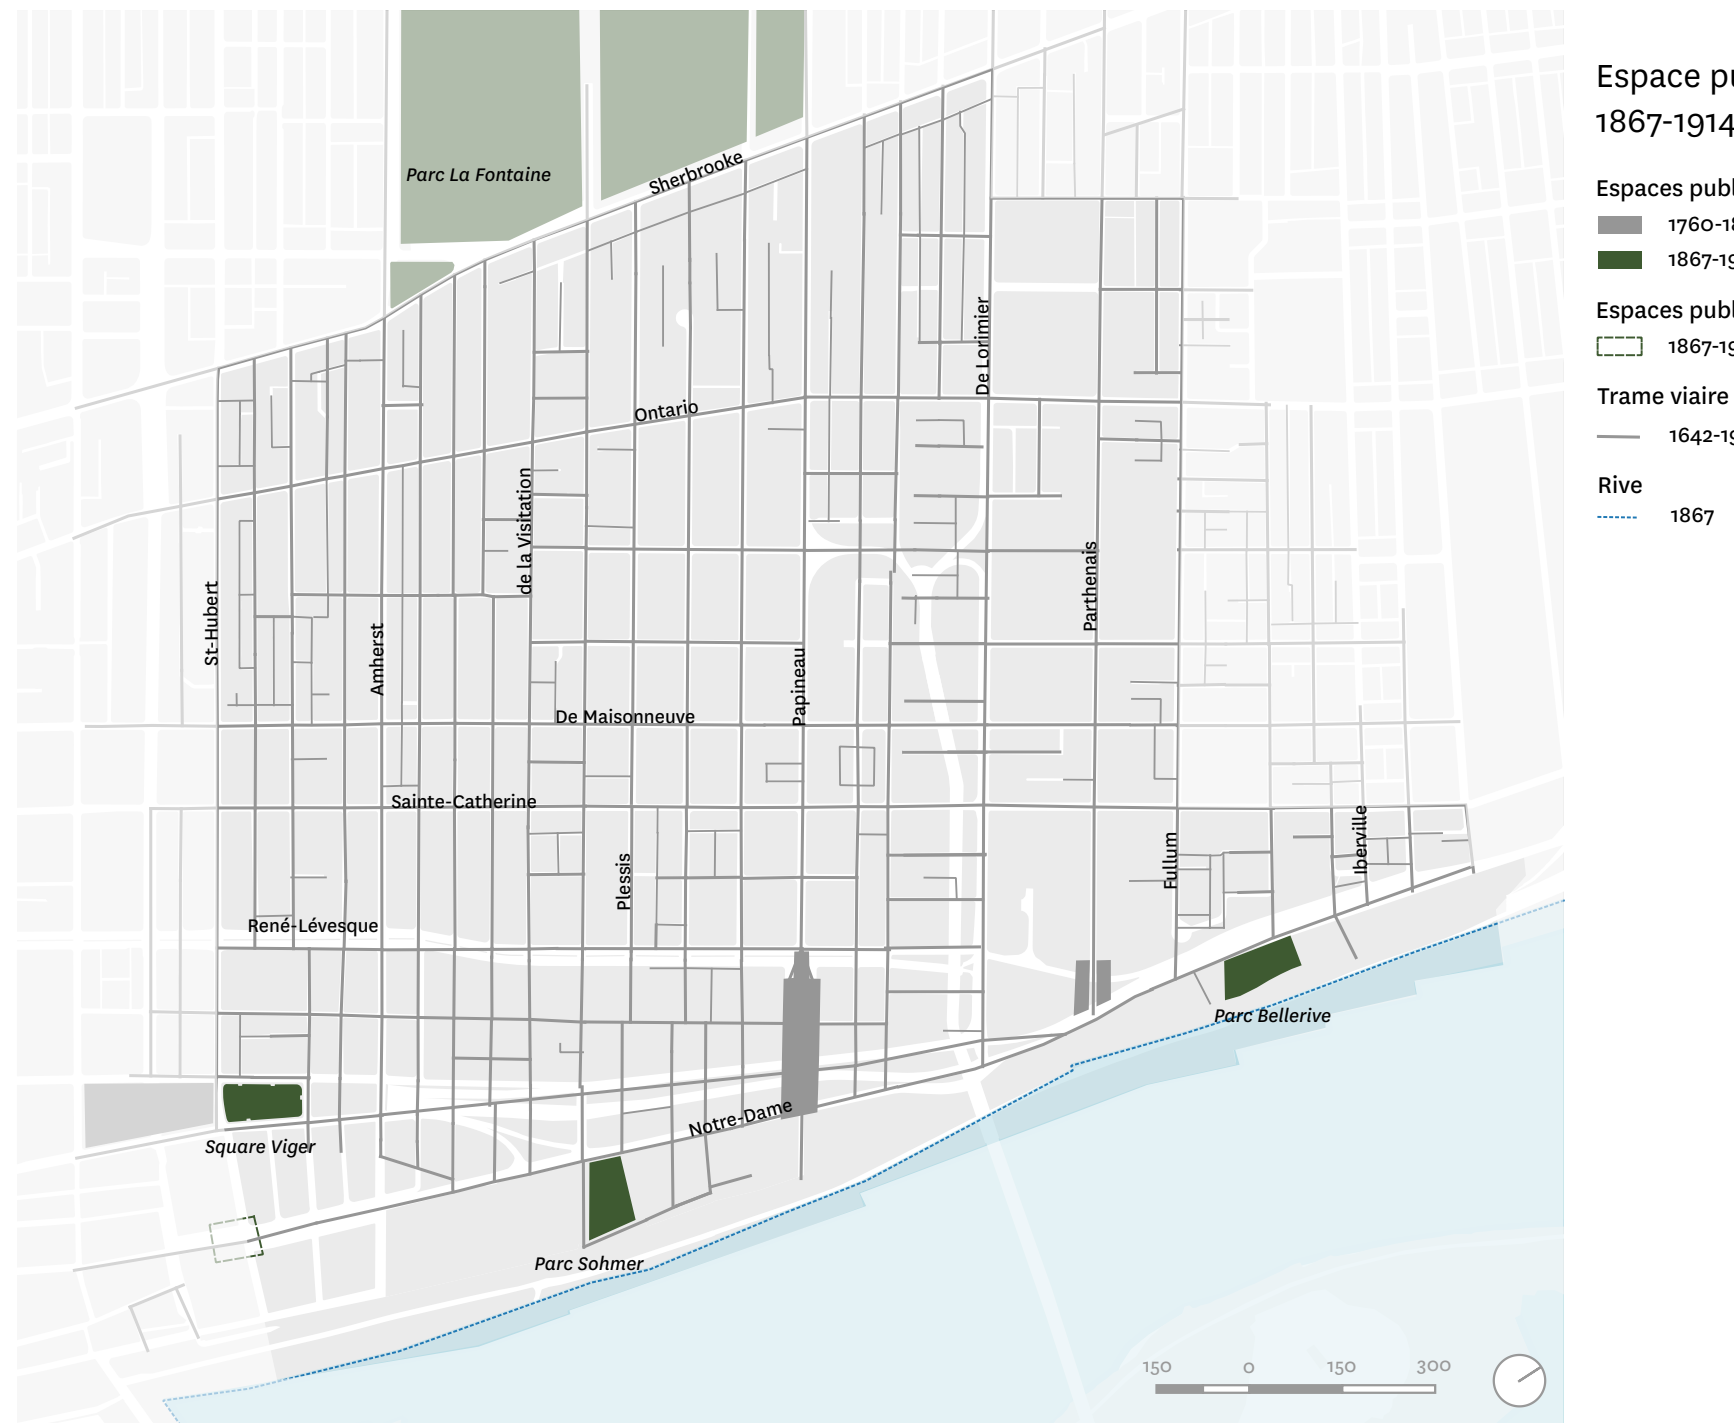 Espace pu
1867-1914
Espaces publ
1760-18
1867-19
Espaces publ
1867-19
Trame viaire
1642-19
Rive
1867
Parc La Fontaine
Sherbrooke
De Lorimier
Ontario
de la Visitation
Parthenais
St-Hubert
Amherst
Papineau
De Maisonneuve
Sainte-Catherine
Iberville
Fullum
Plessis
René-Lévesque
Parc Bellerive
Notre-Dame
Square Viger
Parc Sohmer
150 0 150 300